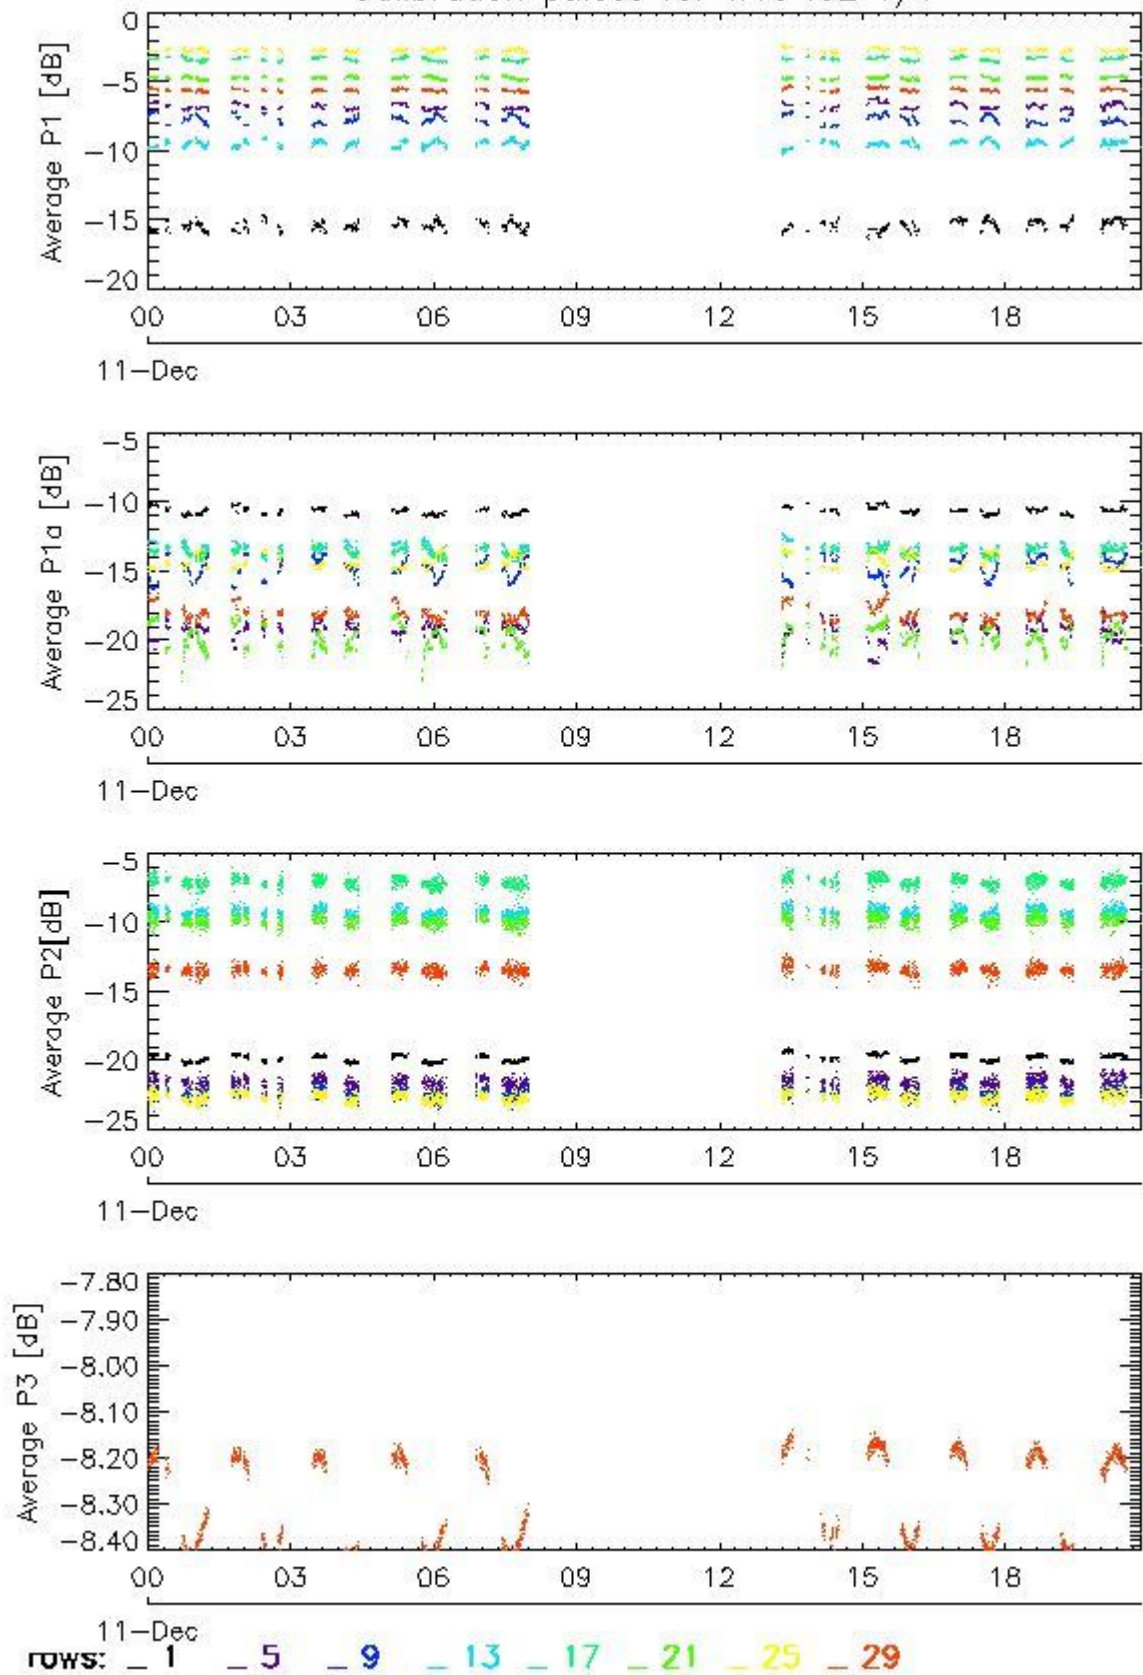 0
−5
−10
−15
−20
Average P1 [dB]
00 03 06 09 12 15 18
11−Dec
−5
−10
−15
−20
−25
Average P1a [dB]
00 03 06 09 12 15 18
11−Dec
−5
−10
−15
−20
−25
Average P2[dB]
00 03 06 09 12 15 18
11−Dec
−7.80
−7.90
−8.00
−8.10
−8.20
−8.30
−8.40
Average P3 [dB]
00 03 06 09 12 15 18
11−Dec
rows: _ 1 _ 5 _ 9 _ 13 _ 17 _ 21 _ 25 _ 29